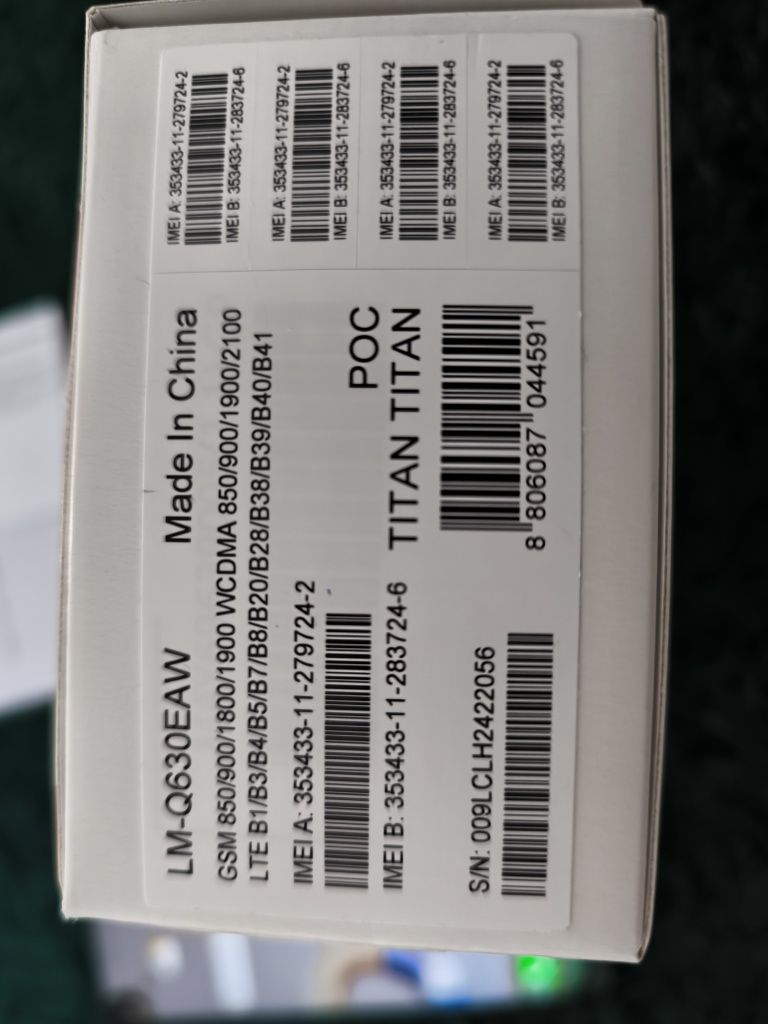 LM-Q630EAW
Made In China
GSM 850/900/1800/1900 WCDMA 850/900/1900/2100
LTE B1/B3/B4/B5/B7/B8/B20/B28/B38/B39/B40/B41
IMEI A: 353433-11-279724-2
POC
IMEI B: 353433-11-283724-6
TITAN TITAN
S/N: 009LCLH2422056
8 806087 044591
IMEI A: 353433-11-279724-2
IMEI B: 353433-11-283724-6
IMEI A: 353433-11-279724-2
IMEI B: 353433-11-283724-6
IMEI A: 353433-11-279724-2
IMEI B: 353433-11-283724-6
IMEI A: 353433-11-279724-2
IMEI B: 353433-11-283724-6